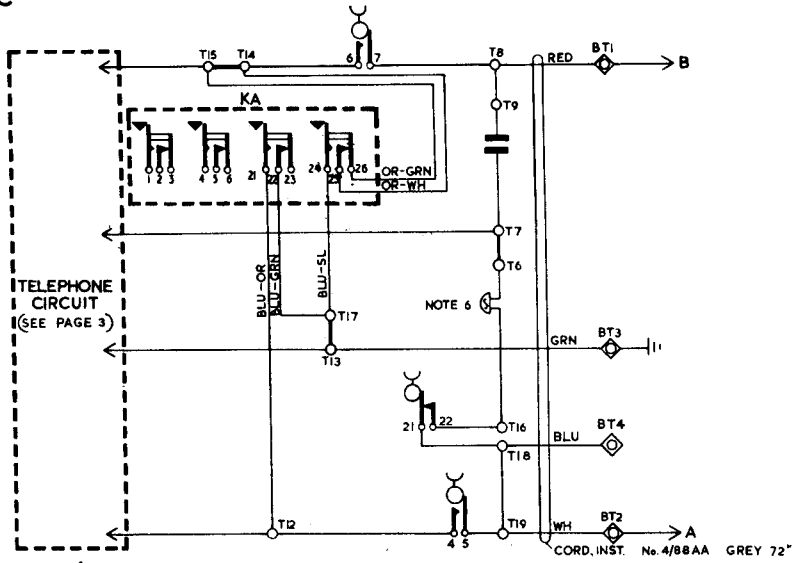 6 7
T15 T14 T8 RED BT1 B
KA
T9
1 2 3 4 5 6 21 22 23 24 25 26
OR-GRN
OR-WH
T7
T6
BLU-OR
BLU-GRN
BLU-SL
TELEPHONE
CIRCUIT
(SEE PAGE 3)
NOTE 6
T17
T13
GRN BT3
21 22 T16
BLU BT4
T18
T12 4 5 T19 WH BT2 A
CORD, INST. No. 4/88AA GREY 72"